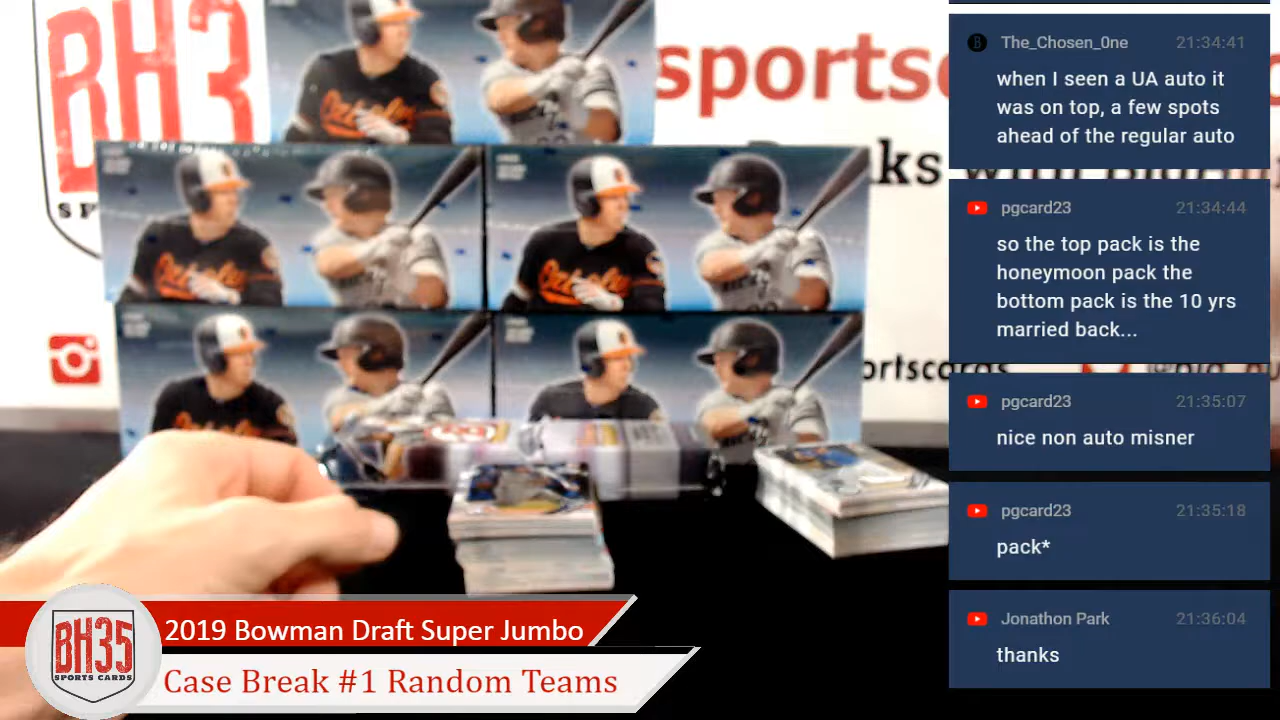 BH3
SP
sports
ks
ortscards
The_Chosen_0ne 21:34:41
when I seen a UA auto it
was on top, a few spots
ahead of the regular auto
pgcard23 21:34:44
so the top pack is the
honeymoon pack the
bottom pack is the 10 yrs
married back...
pgcard23 21:35:07
nice non auto misner
pgcard23 21:35:18
pack*
Jonathon Park 21:36:04
thanks
BH35
SPORTS CARDS
2019 Bowman Draft Super Jumbo
Case Break #1 Random Teams